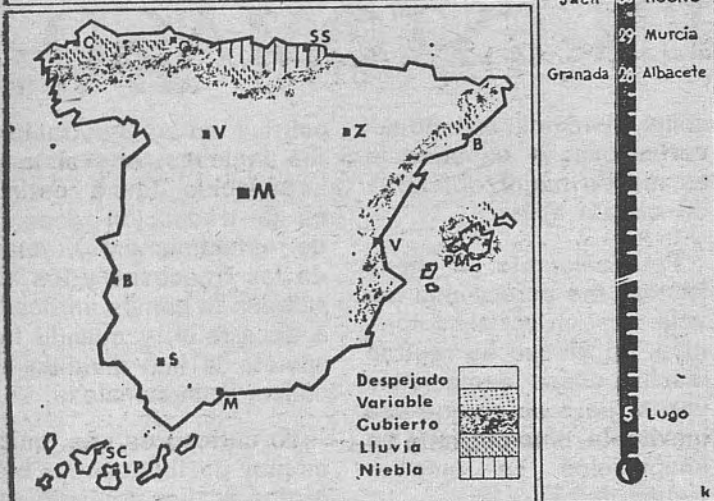 C
O
SS
V
Z
B
M
V
PM
B
S
M
SC
LP
Despejado
Variable
Cubierto
Lluvia
Niebla
29 Murcia
Granada 28 Albacete
5 Lugo
k